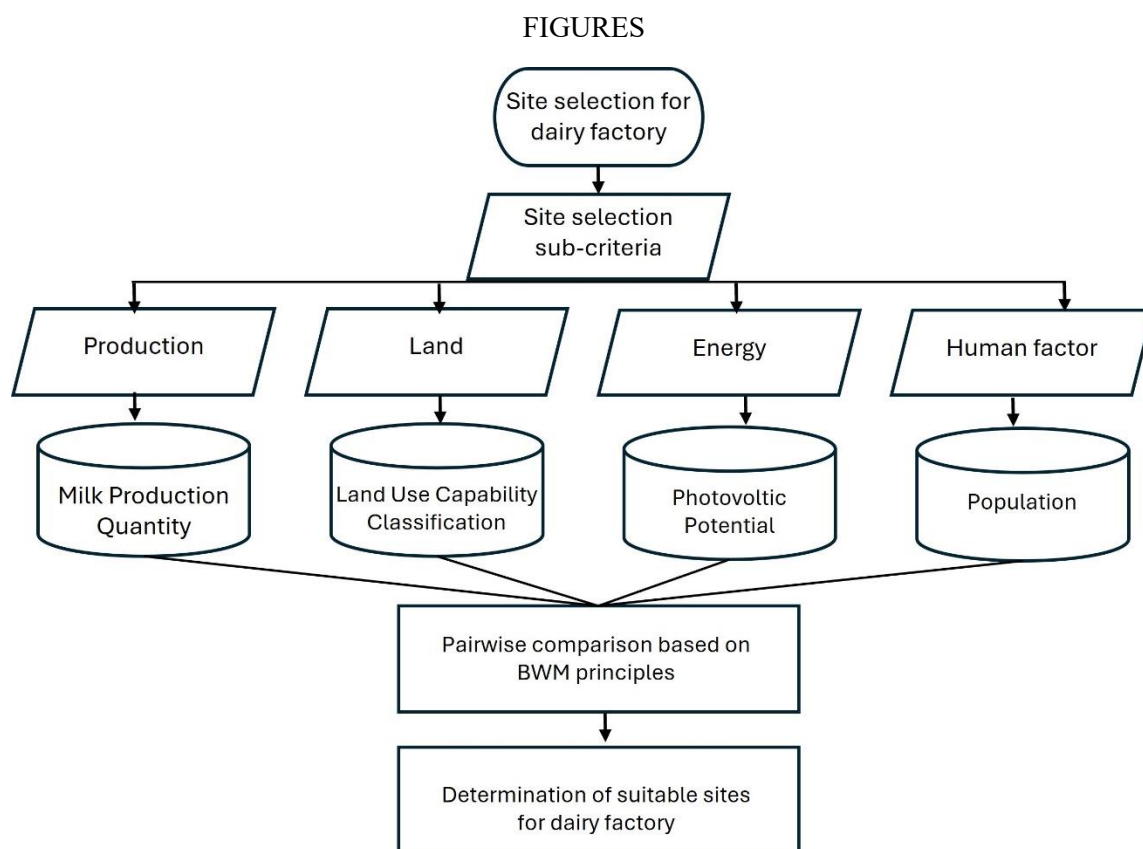 FIGURES
Site selection for
dairy factory
Site selection
sub-criteria
Production
Land
Energy
Human factor
Milk Production
Quantity
Land Use Capability
Classification
Photovoltic
Potential
Population
Pairwise comparison based on
BWM principles
Determination of suitable sites
for dairy factory